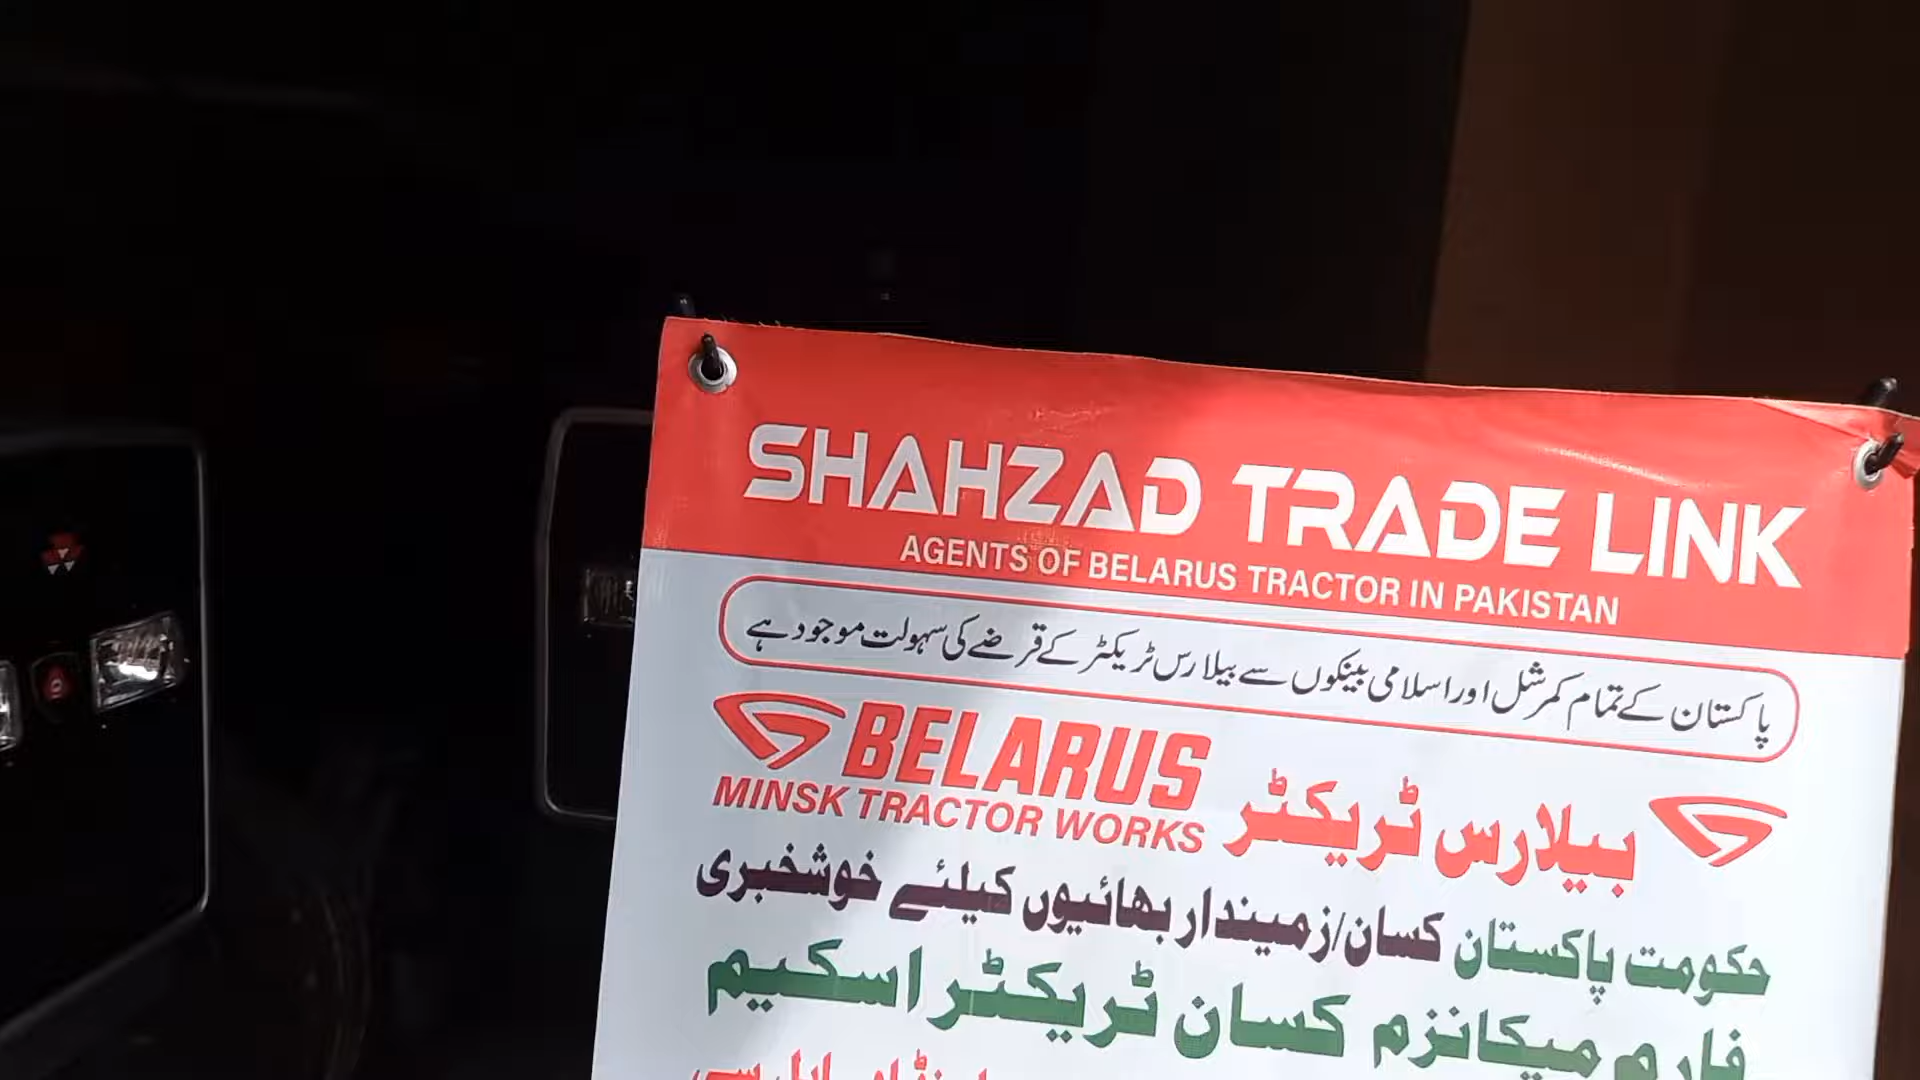 SHAHZAD TRADE LINK
AGENTS OF BELARUS TRACTOR IN PAKISTAN
پاکستان کے تمام کمرشل اور اسلامی بینکوں سے بیلارس ٹریکٹر کے قرضے کی سہولت موجود ہے
BELARUS
MINSK TRACTOR WORKS
بیلارس ٹریکٹر
حکومت پاکستان کسان/زمیندار بھائیوں کیلئے خوشخبری
فارم میکانزم کسان ٹریکٹر اسکیم